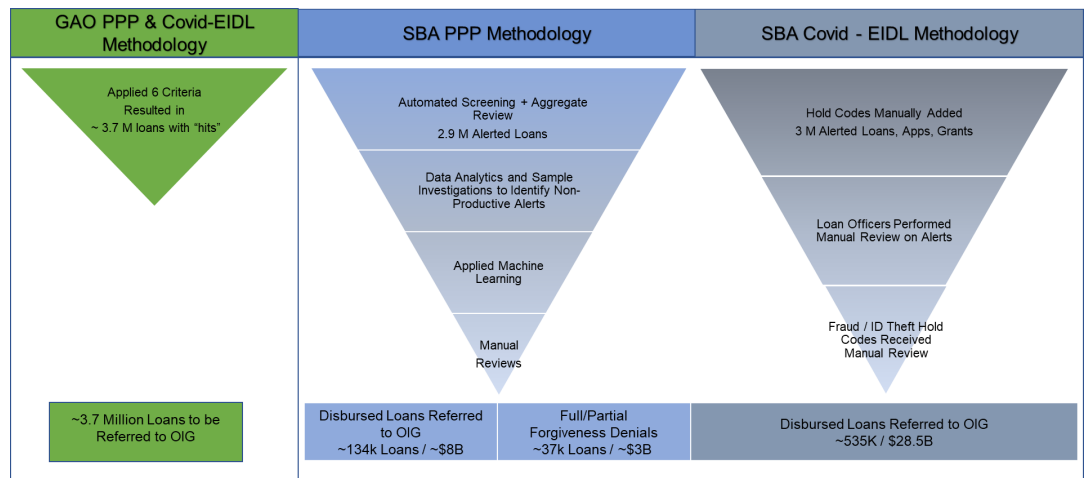 GAO PPP & Covid-EIDL
Methodology
SBA PPP Methodology
SBA Covid - EIDL Methodology
Applied 6 Criteria
Resulted in
~ 3.7 M loans with “hits”
Automated Screening + Aggregate
Review
2.9 M Alerted Loans
Data Analytics and Sample
Investigations to Identify Non-
Productive Alerts
Applied Machine
Learning
Manual
Reviews
Hold Codes Manually Added
3 M Alerted Loans, Apps, Grants
Loan Officers Performed
Manual Review on Alerts
Fraud / ID Theft Hold
Codes Received
Manual Review
~3.7 Million Loans to be
Referred to OIG
Disbursed Loans Referred
to OIG
~134k Loans / ~$8B
Full/Partial
Forgiveness Denials
~37k Loans / ~$3B
Disbursed Loans Referred to OIG
~535K / $28.5B